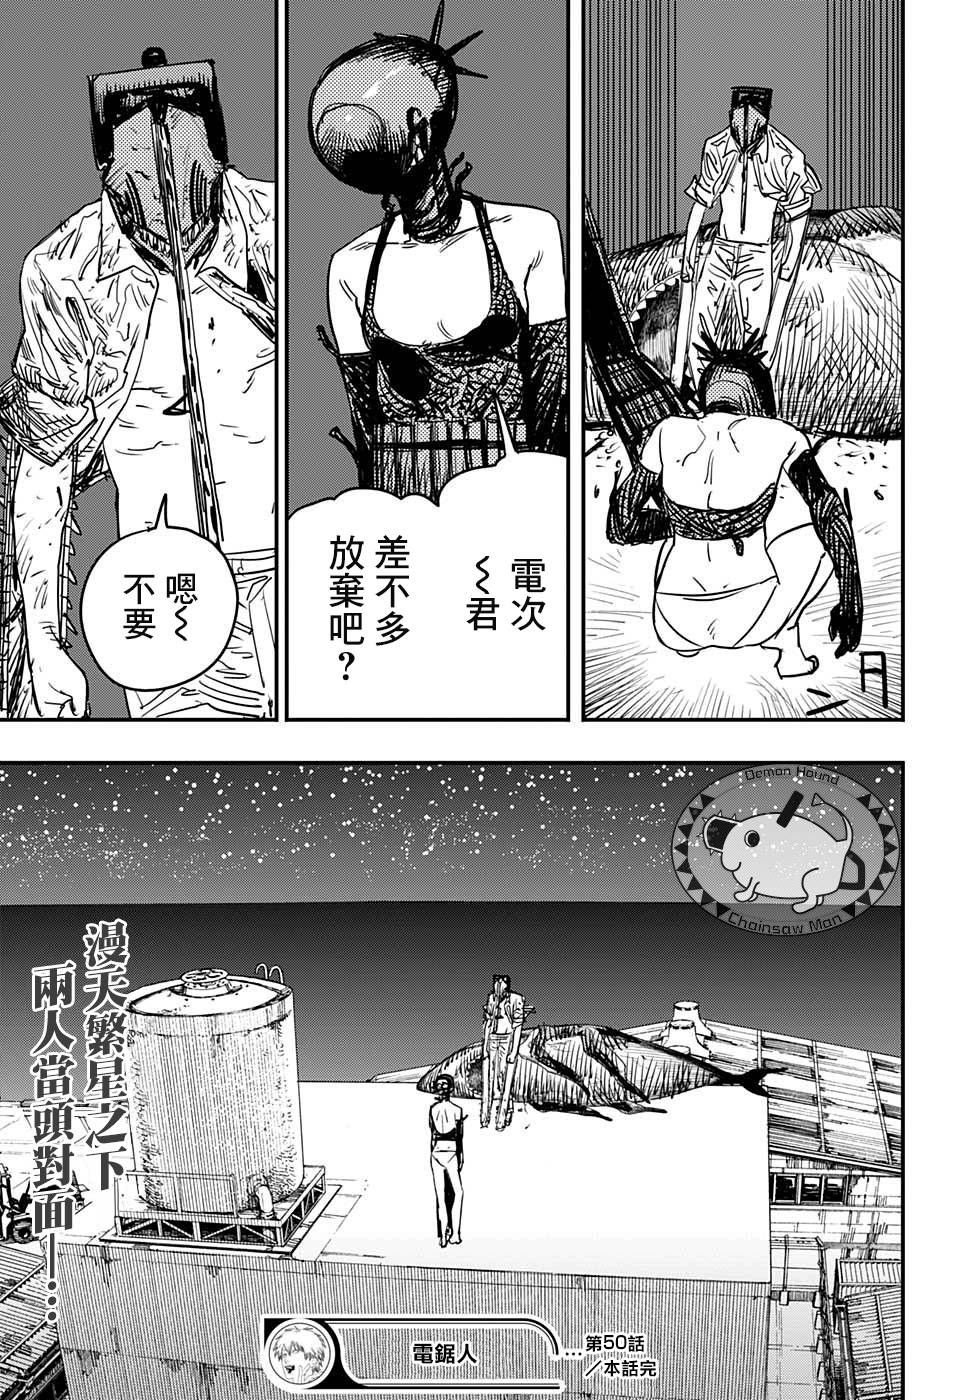 電次
～君
差不多
放棄吧？
嗯～
不要
Demon Hound
Chainsaw Man
漫天繁星之下
兩人當頭對面——…
電鋸人
…第50話
／本話完